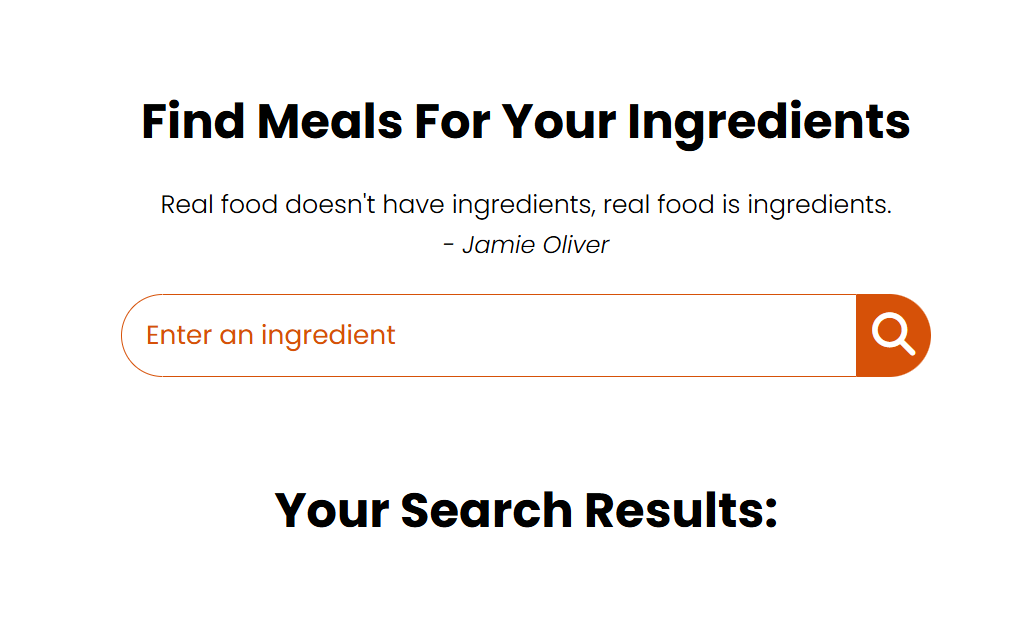 Find Meals For Your Ingredients
Real food doesn't have ingredients, real food is ingredients.
- Jamie Oliver
Enter an ingredient
Your Search Results: